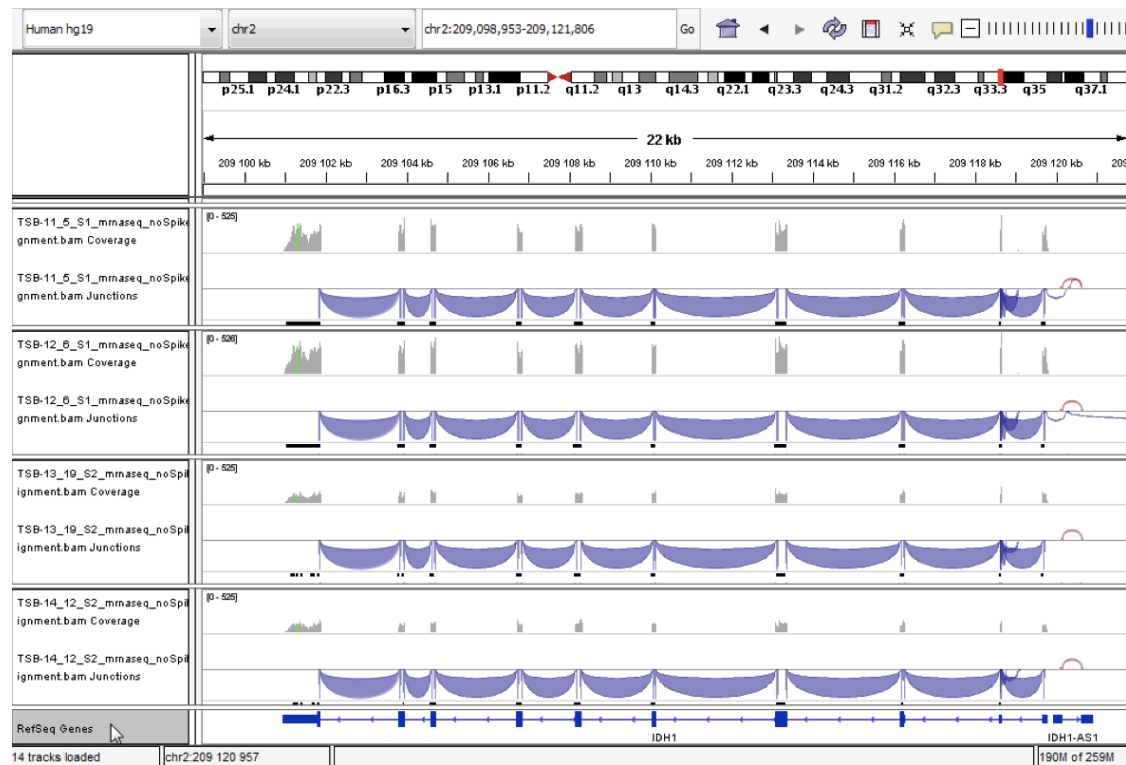 Human hg19 chr2 chr2:209,098,953-209,121,806 Go
p25.1 p24.1 p22.3 p16.3 p15 p13.1 p11.2 q11.2 q13 q14.3 q22.1 q23.3 q24.3 q31.2 q32.3 q33.3 q35 q37.1
22 kb
209 100 kb 209 102 kb 209 104 kb 209 106 kb 209 108 kb 209 110 kb 209 112 kb 209 114 kb 209 116 kb 209 118 kb 209 120 kb 209
TSB-11_5_S1_mrnaseq_noSpike [0 - 525]
gnment.bam Coverage
TSB-11_5_S1_mrnaseq_noSpike
gnment.bam Junctions
TSB-12_6_S1_mrnaseq_noSpike [0 - 526]
gnment.bam Coverage
TSB-12_6_S1_mrnaseq_noSpike
gnment.bam Junctions
TSB-13_19_S2_mrnaseq_noSpil [0 - 525]
ignment.bam Coverage
TSB-13_19_S2_mrnaseq_noSpil
ignment.bam Junctions
TSB-14_12_S2_mrnaseq_noSpil [0 - 525]
ignment.bam Coverage
TSB-14_12_S2_mrnaseq_noSpil
ignment.bam Junctions
RefSeq Genes
IDH1 IDH1-AS1
14 tracks loaded chr2:209 120 957 190M of 259M